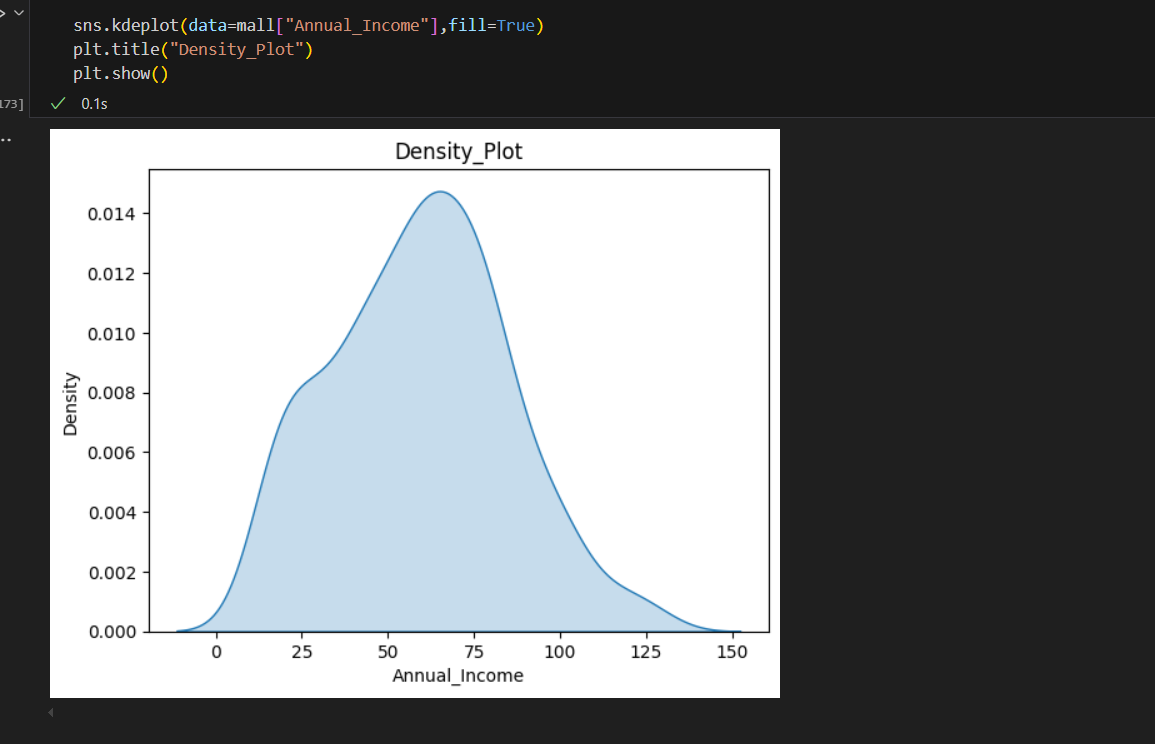 sns.kdeplot(data=mall["Annual_Income"],fill=True)
plt.title("Density_Plot")
plt.show()
173]
0.1s
Density_Plot
0.014
0.012
0.010
0.008
0.006
0.004
0.002
0.000
Density
0 25 50 75 100 125 150
Annual_Income